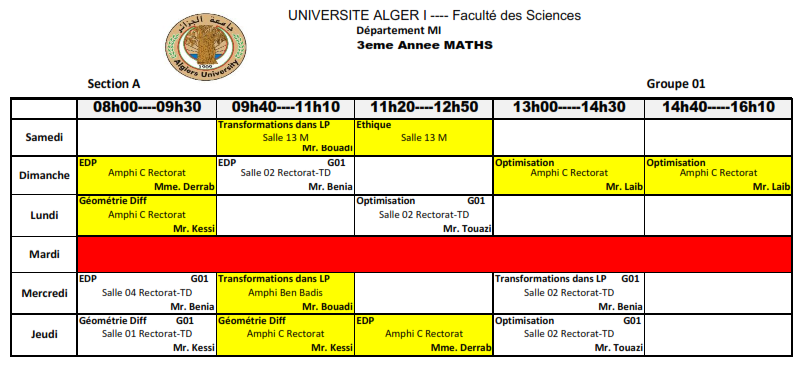 UNIVERSITE ALGER I ---- Faculté des Sciences
Département MI
3eme Annee MATHS
جامعة الجزائر
1909
Algiers University
Section A Groupe 01
08h00----09h30 09h40----11h10 11h20---12h50 13h00-----14h30 14h40-----16h10
Samedi
Transformations dans LP
Salle 13 M
Mr. Bouadi
Ethique
Salle 13 M
Dimanche
EDP
Amphi C Rectorat
Mme. Derrab
EDP G01
Salle 02 Rectorat-TD
Mr. Benia
Optimisation
Amphi C Rectorat
Mr. Laib
Optimisation
Amphi C Rectorat
Mr. Laib
Lundi
Géométrie Diff
Amphi C Rectorat
Mr. Kessi
Optimisation G01
Salle 02 Rectorat-TD
Mr. Touazi
Mardi
Mercredi
EDP G01
Salle 04 Rectorat-TD
Mr. Benia
Transformations dans LP
Amphi Ben Badis
Mr. Bouadi
Transformations dans LP G01
Salle 02 Rectorat-TD
Mr. Benia
Jeudi
Géométrie Diff G01
Salle 01 Rectorat-TD
Mr. Kessi
Géométrie Diff
Amphi C Rectorat
Mr. Kessi
EDP
Amphi C Rectorat
Mme. Derrab
Optimisation G01
Salle 02 Rectorat-TD
Mr. Touazi